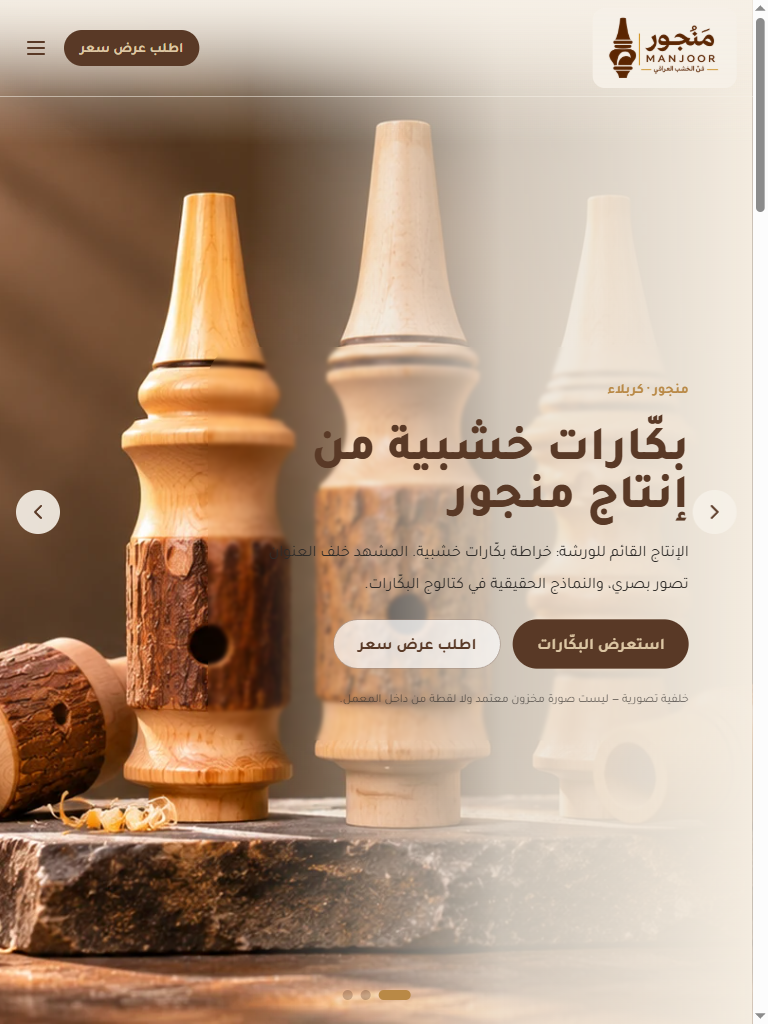 مَنجور
MANJOOR
فنّ الخشب العراقي
اطلب عرض سعر
منجور · كربلاء
بكّارات خشبية من
إنتاج منجور
الإنتاج القائم للورشة: خراطة بكّارات خشبية. المشهد خلف العنوان
تصور بصري، والنماذج الحقيقية في كتالوج البكّارات.
استعرض البكّارات
اطلب عرض سعر
خلفية تصورية — ليست صورة مخزون معتمد ولا لقطة من داخل المعمل.